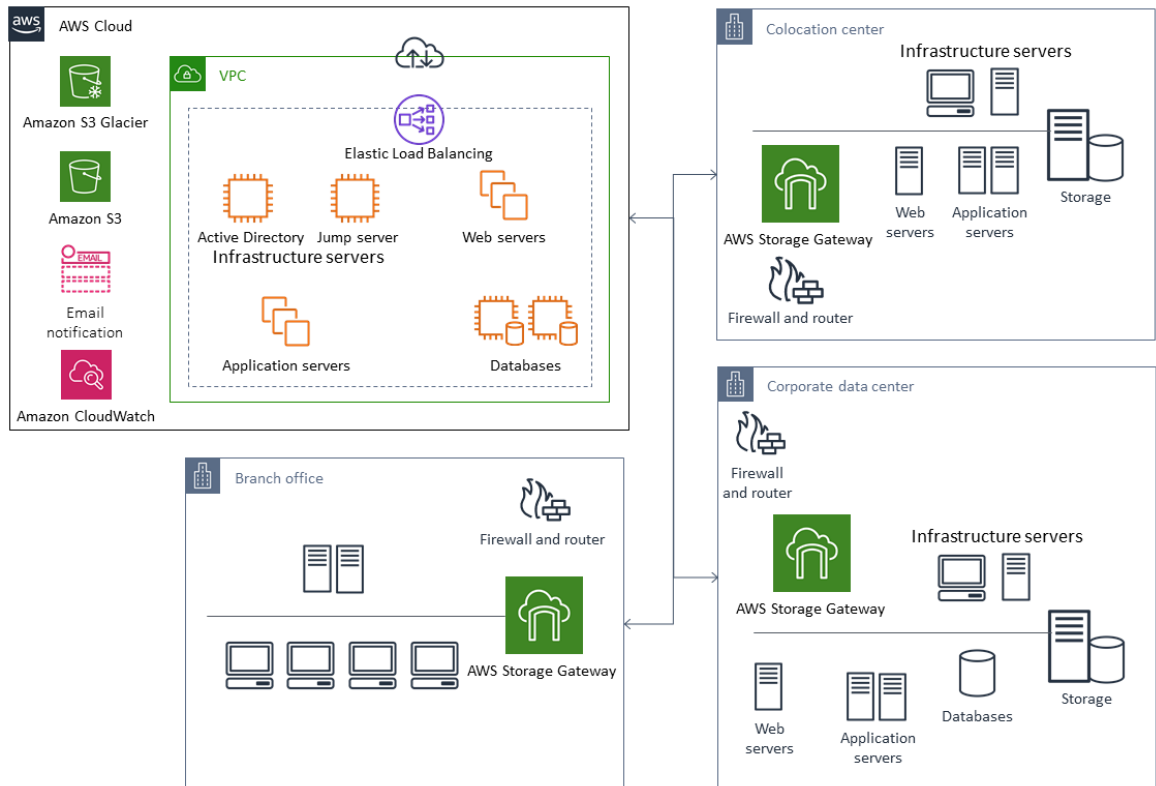 aws
AWS Cloud
Amazon S3 Glacier
Amazon S3
EMAIL
Email
notification
Amazon CloudWatch
VPC
Elastic Load Balancing
Active Directory
Jump server
Web servers
Infrastructure servers
Application servers
Databases
Colocation center
Infrastructure servers
AWS Storage Gateway
Web
servers
Application
servers
Storage
Firewall and router
Branch office
Firewall and router
AWS Storage Gateway
Corporate data center
Firewall
and router
Infrastructure servers
AWS Storage Gateway
Web
servers
Application
servers
Databases
Storage